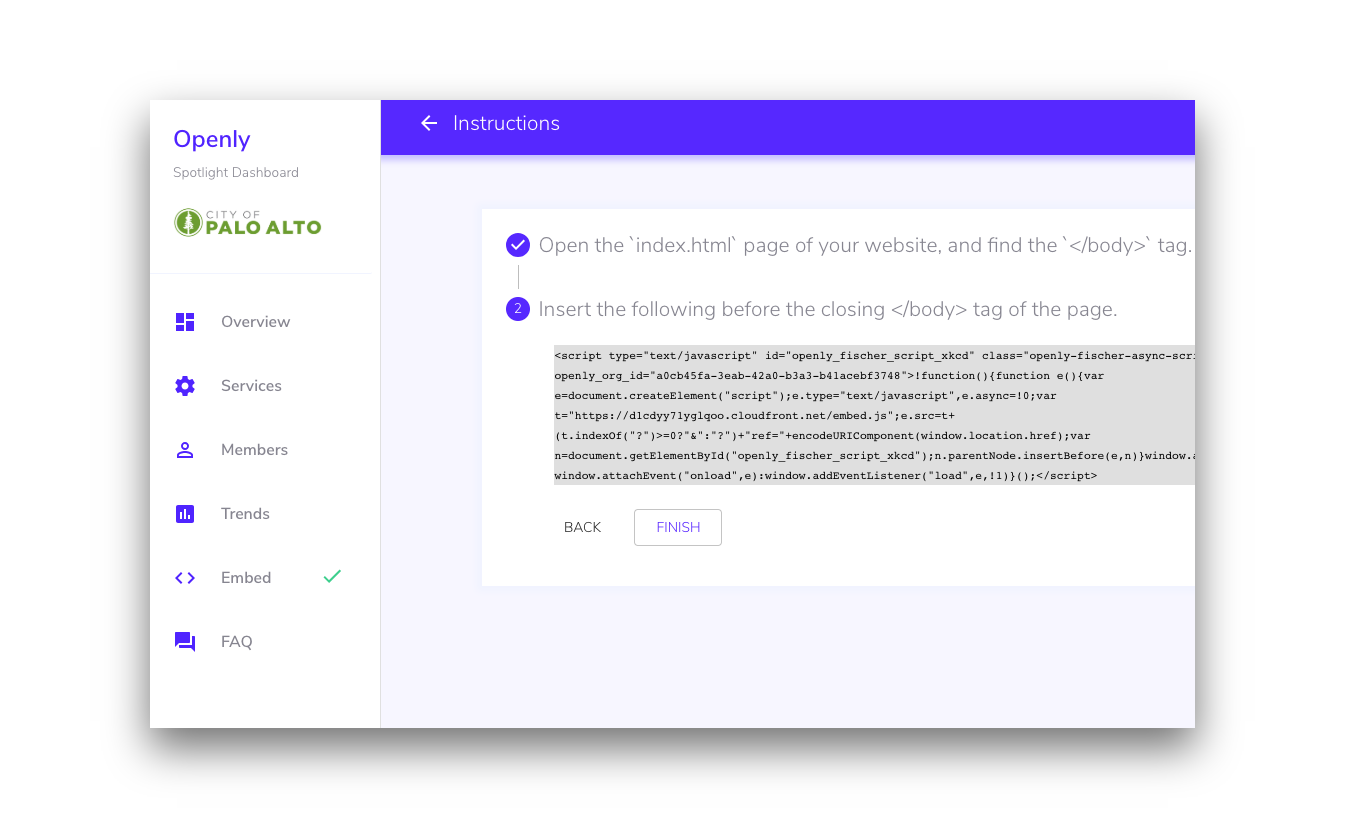 Openly
Spotlight Dashboard
CITY OF
PALO ALTO
Overview
Services
Members
Trends
Embed
FAQ
Instructions
Open the `index.html` page of your website, and find the `</body>` tag.
2 Insert the following before the closing </body> tag of the page.
<script type="text/javascript" id="openly_fischer_script_xkcd" class="openly-fischer-async-scri
openly_org_id="a0cb45fa-3eab-42a0-b3a3-b41acebf3748">!function(){function e(){var
e=document.createElement("script");e.type="text/javascript",e.async=!0;var
t="https://d1cdyy71yglqoo.cloudfront.net/embed.js";e.src=t+
(t.indexOf("?")>=0?"&":"?")+"ref="+encodeURIComponent(window.location.href);var
n=document.getElementById("openly_fischer_script_xkcd");n.parentNode.insertBefore(e,n)}window.a
window.attachEvent("onload",e):window.addEventListener("load",e,!1)}();</script>
BACK FINISH